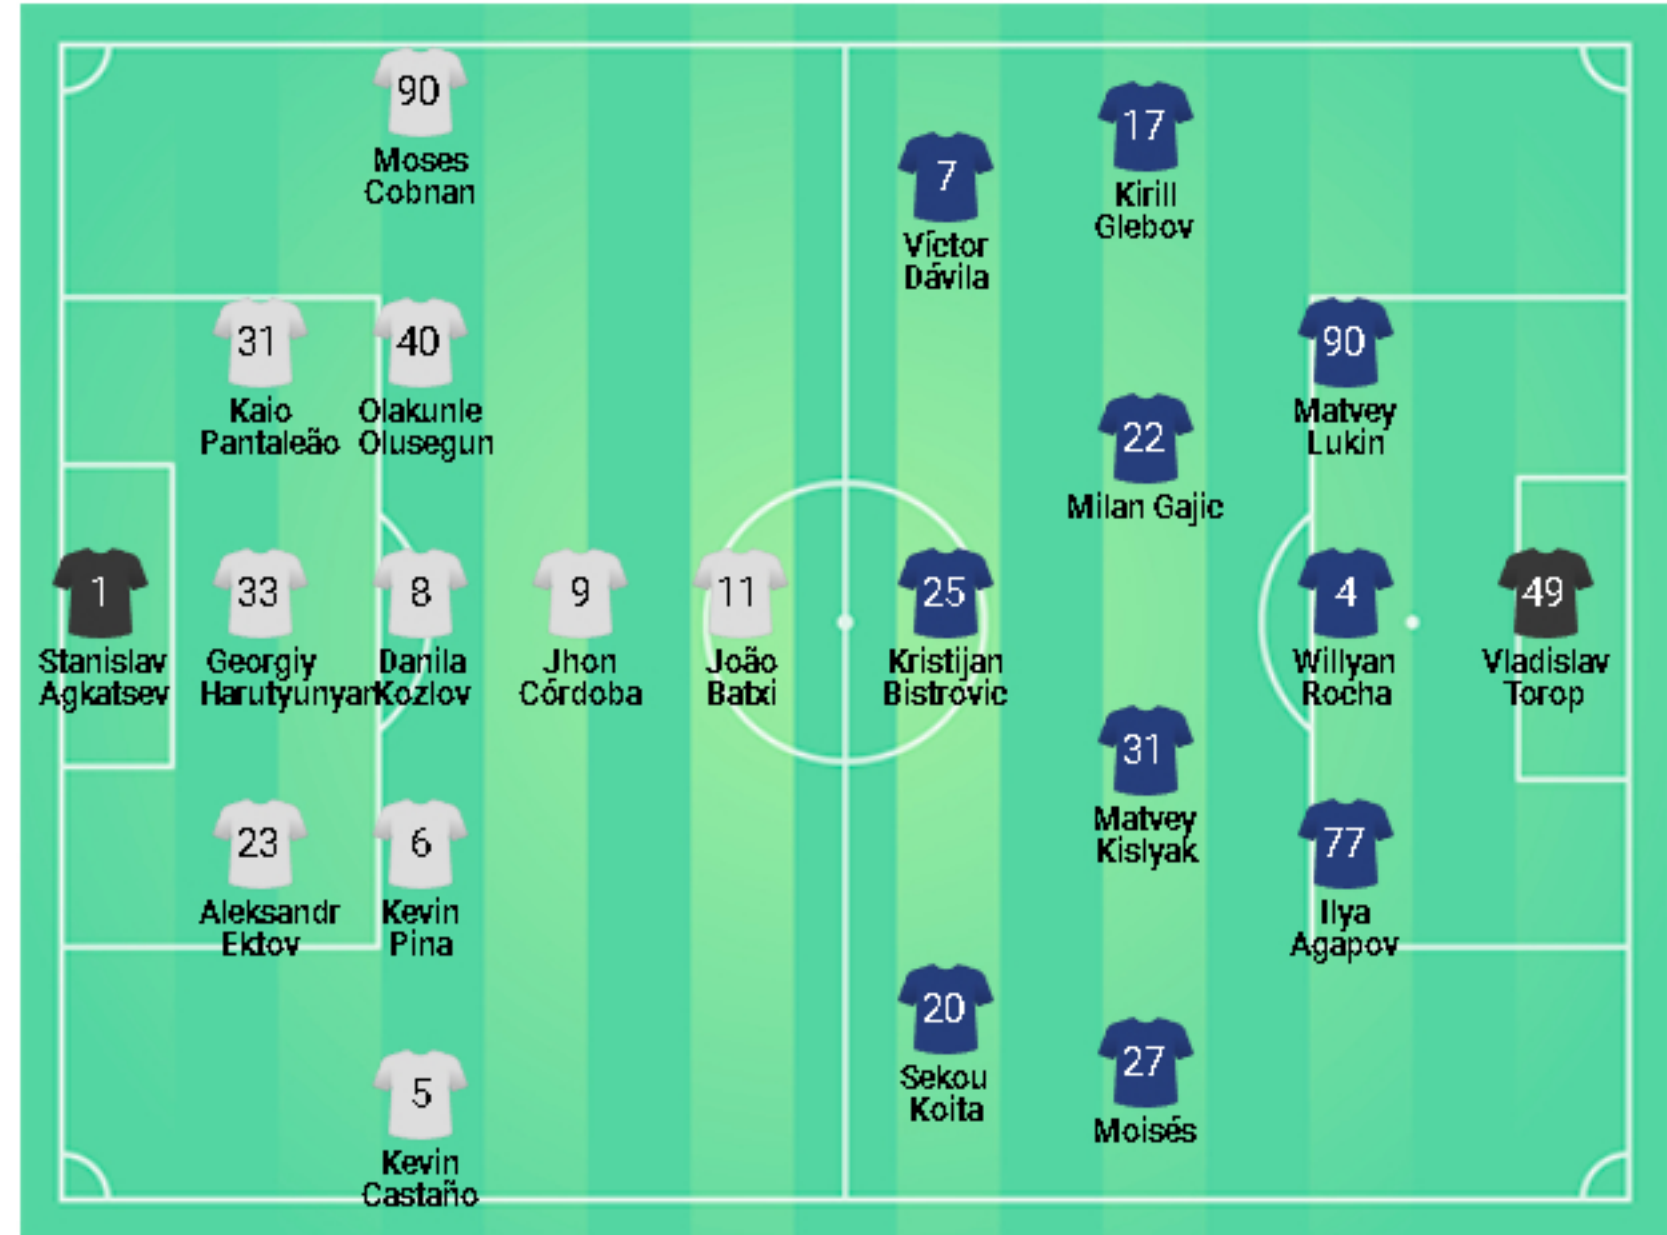 90
Moses
Cobnan
31
Kaio
Pantaleão
40
Olakunle
Olusegun
1
Stanislav
Agkatsev
33
Georgiy
Harutyunyan
8
Danila
Kozlov
9
Jhon
Córdoba
11
João
Batxi
23
Aleksandr
Ektov
6
Kevin
Pina
5
Kevin
Castaño
7
Víctor
Dávila
17
Kirill
Glebov
22
Milan Gajic
90
Matvey
Lukin
25
Kristijan
Bistrovic
4
Willyan
Rocha
49
Vladislav
Torop
31
Matvey
Kislyak
77
Ilya
Agapov
20
Sekou
Koita
27
Moisés